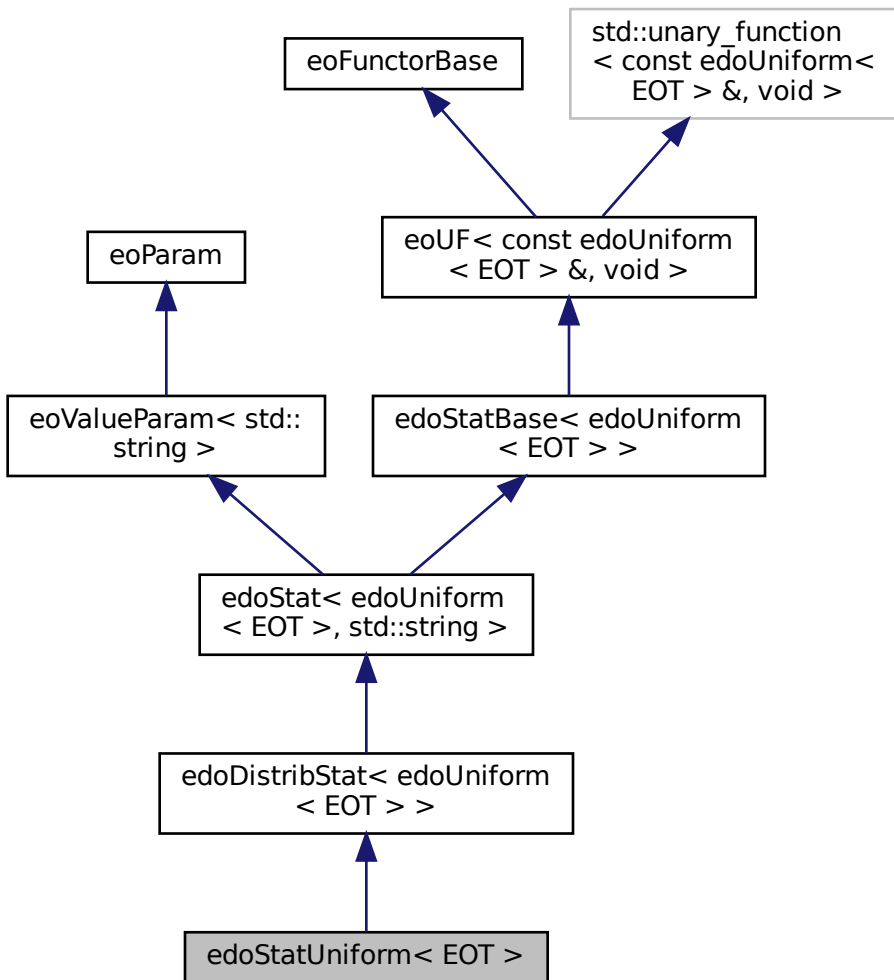 std::unary_function
< const edoUniform<
EOT > &, void >
eoFunctorBase
eoUF< const edoUniform
< EOT > &, void >
eoParam
eoValueParam< std::
string >
edoStatBase< edoUniform
< EOT > >
edoStat< edoUniform
< EOT >, std::string >
edoDistribStat< edoUniform
< EOT > >
edoStatUniform< EOT >